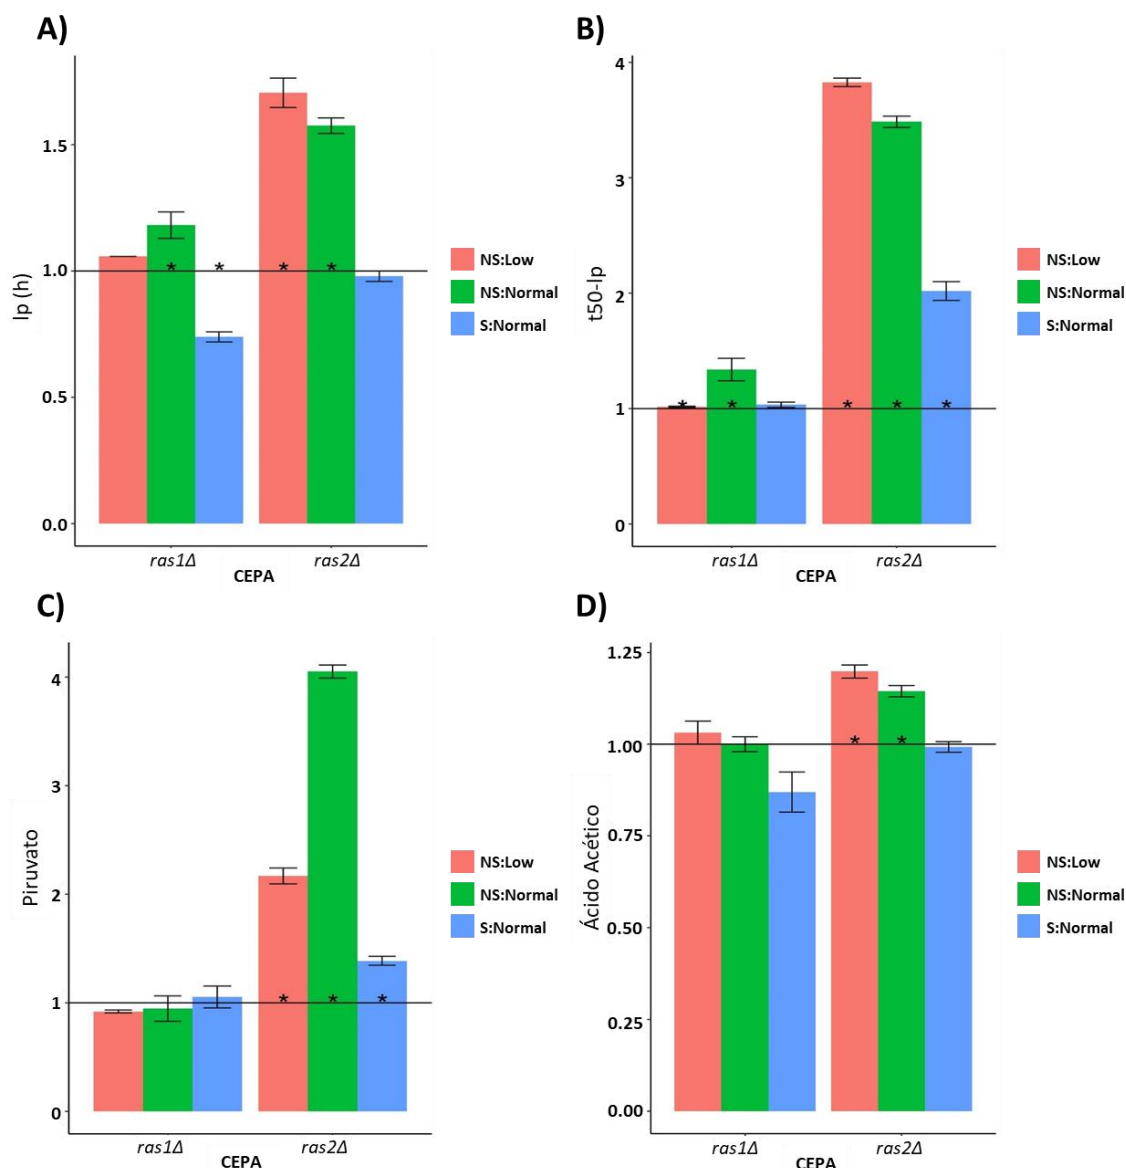 A)
lp (h)
1.5
1.0
0.5
0.0
* * * *
ras1Δ ras2Δ
CEPA
NS:Low
NS:Normal
S:Normal
B)
t50-lp
4
3
2
1
0
* * * * *
ras1Δ ras2Δ
CEPA
NS:Low
NS:Normal
S:Normal
C)
Piruvato
4
3
2
1
0
* * *
ras1Δ ras2Δ
CEPA
NS:Low
NS:Normal
S:Normal
D)
Ácido Acético
1.25
1.00
0.75
0.50
0.25
0.00
* *
ras1Δ ras2Δ
CEPA
NS:Low
NS:Normal
S:Normal